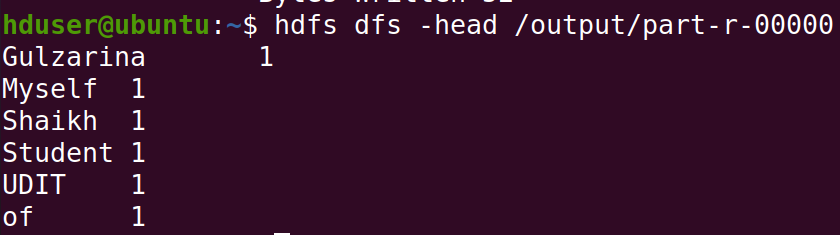 hduser@ubuntu:~$ hdfs dfs -head /output/part-r-00000
Gulzarina	1
Myself	1
Shaikh	1
Student	1
UDIT	1
of	1